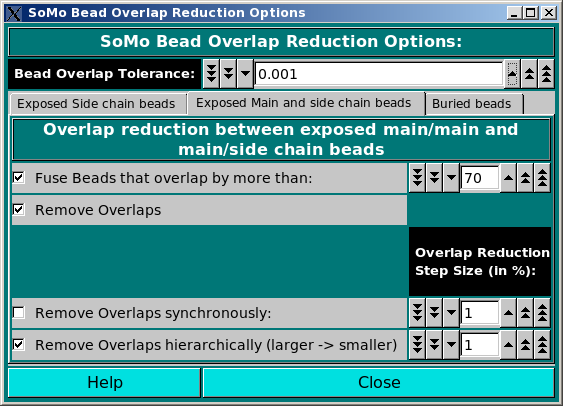 SoMo Bead Overlap Reduction Options
SoMo Bead Overlap Reduction Options:
Bead Overlap Tolerance:
0.001
Exposed Side chain beads
Exposed Main and side chain beads
Buried beads
Overlap reduction between exposed main/main and
main/side chain beads
Fuse Beads that overlap by more than:
70
Remove Overlaps
Overlap Reduction
Step Size (in %):
Remove Overlaps synchronously:
1
Remove Overlaps hierarchically (larger -> smaller)
1
Help
Close